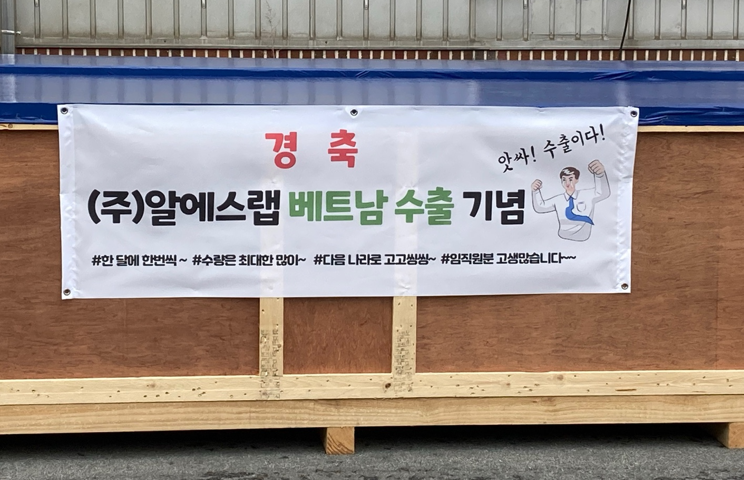 경 축
앗싸! 수출이다!
(주)알에스랩 베트남 수출 기념
#한 달에 한번씩~ #수량은 최대한 많이~ #다음 나라로 고고씽씽~ #임직원분 고생많습니다~~